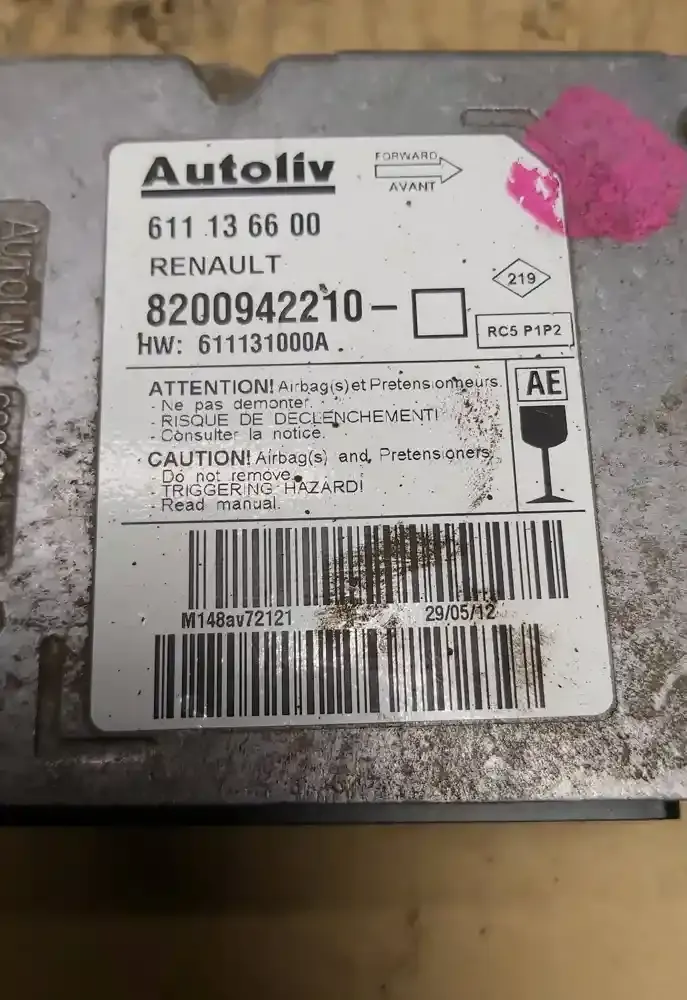 Autoliv
FORWARD
AVANT
611 13 66 00
RENAULT
219
8200942210-
RC5 P1P2
HW: 611131000A .
ATTENTION! Airbag(s) et Pretensionneurs.
- Ne pas demonter.
- RISQUE DE DECLENCHEMENT!
- Consulter la notice.
AE
CAUTION! Airbag(s) and Pretensioners
- Do not remove.
- TRIGGERING HAZARD!
- Read manual.
M148av72121 29/05/12
AUTOLIV